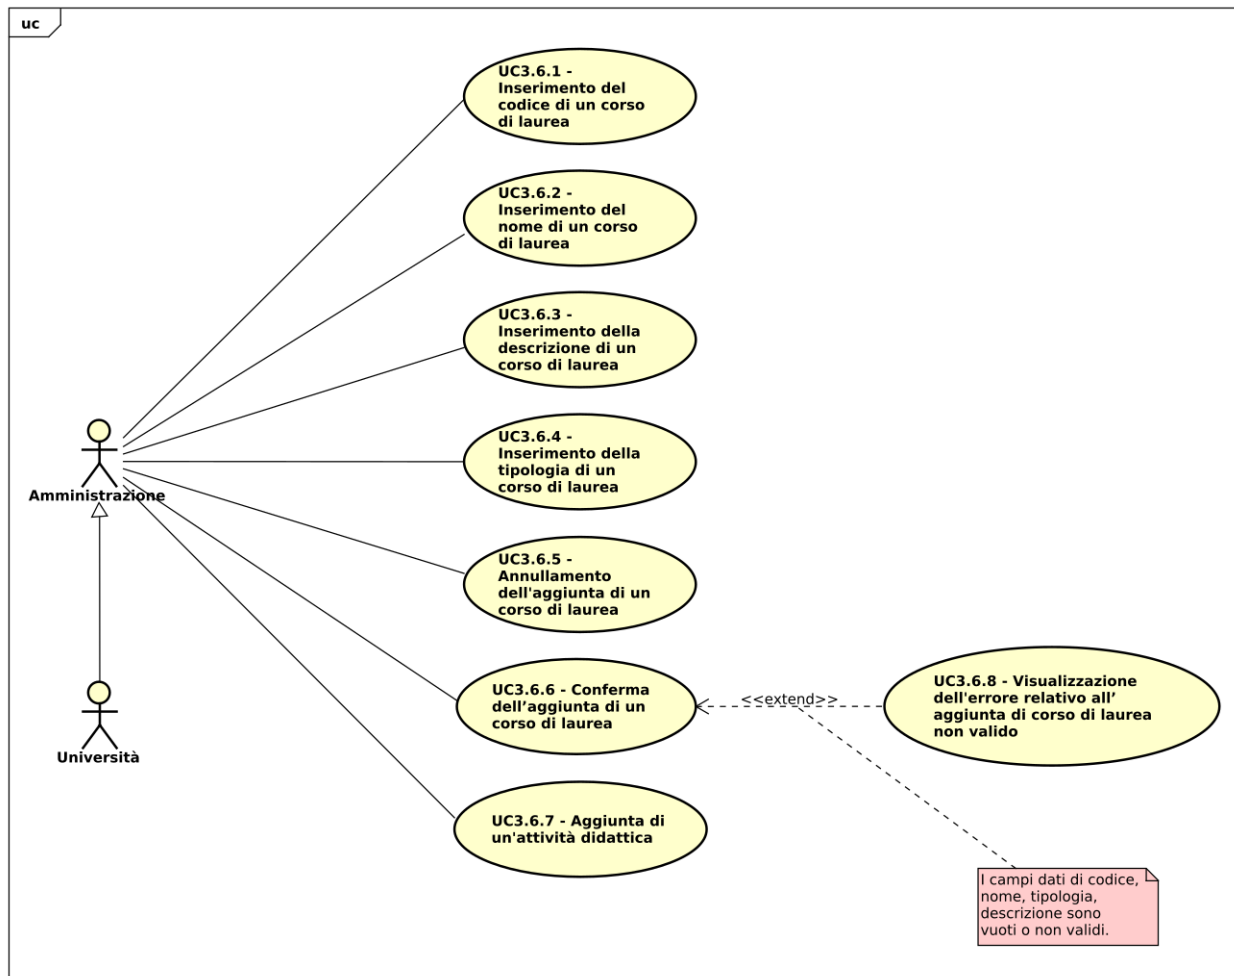 uc
UC3.6.1 -
Inserimento del
codice di un corso
di laurea
UC3.6.2 -
Inserimento del
nome di un corso
di laurea
UC3.6.3 -
Inserimento della
descrizione di un
corso di laurea
UC3.6.4 -
Inserimento della
tipologia di un
corso di laurea
Amministrazione
UC3.6.5 -
Annullamento
dell'aggiunta di un
corso di laurea
UC3.6.6 - Conferma
dell’aggiunta di un
corso di laurea
<<extend>>
UC3.6.8 - Visualizzazione
dell'errore relativo all’
aggiunta di corso di laurea
non valido
Università
UC3.6.7 - Aggiunta di
un'attività didattica
I campi dati di codice,
nome, tipologia,
descrizione sono
vuoti o non validi.